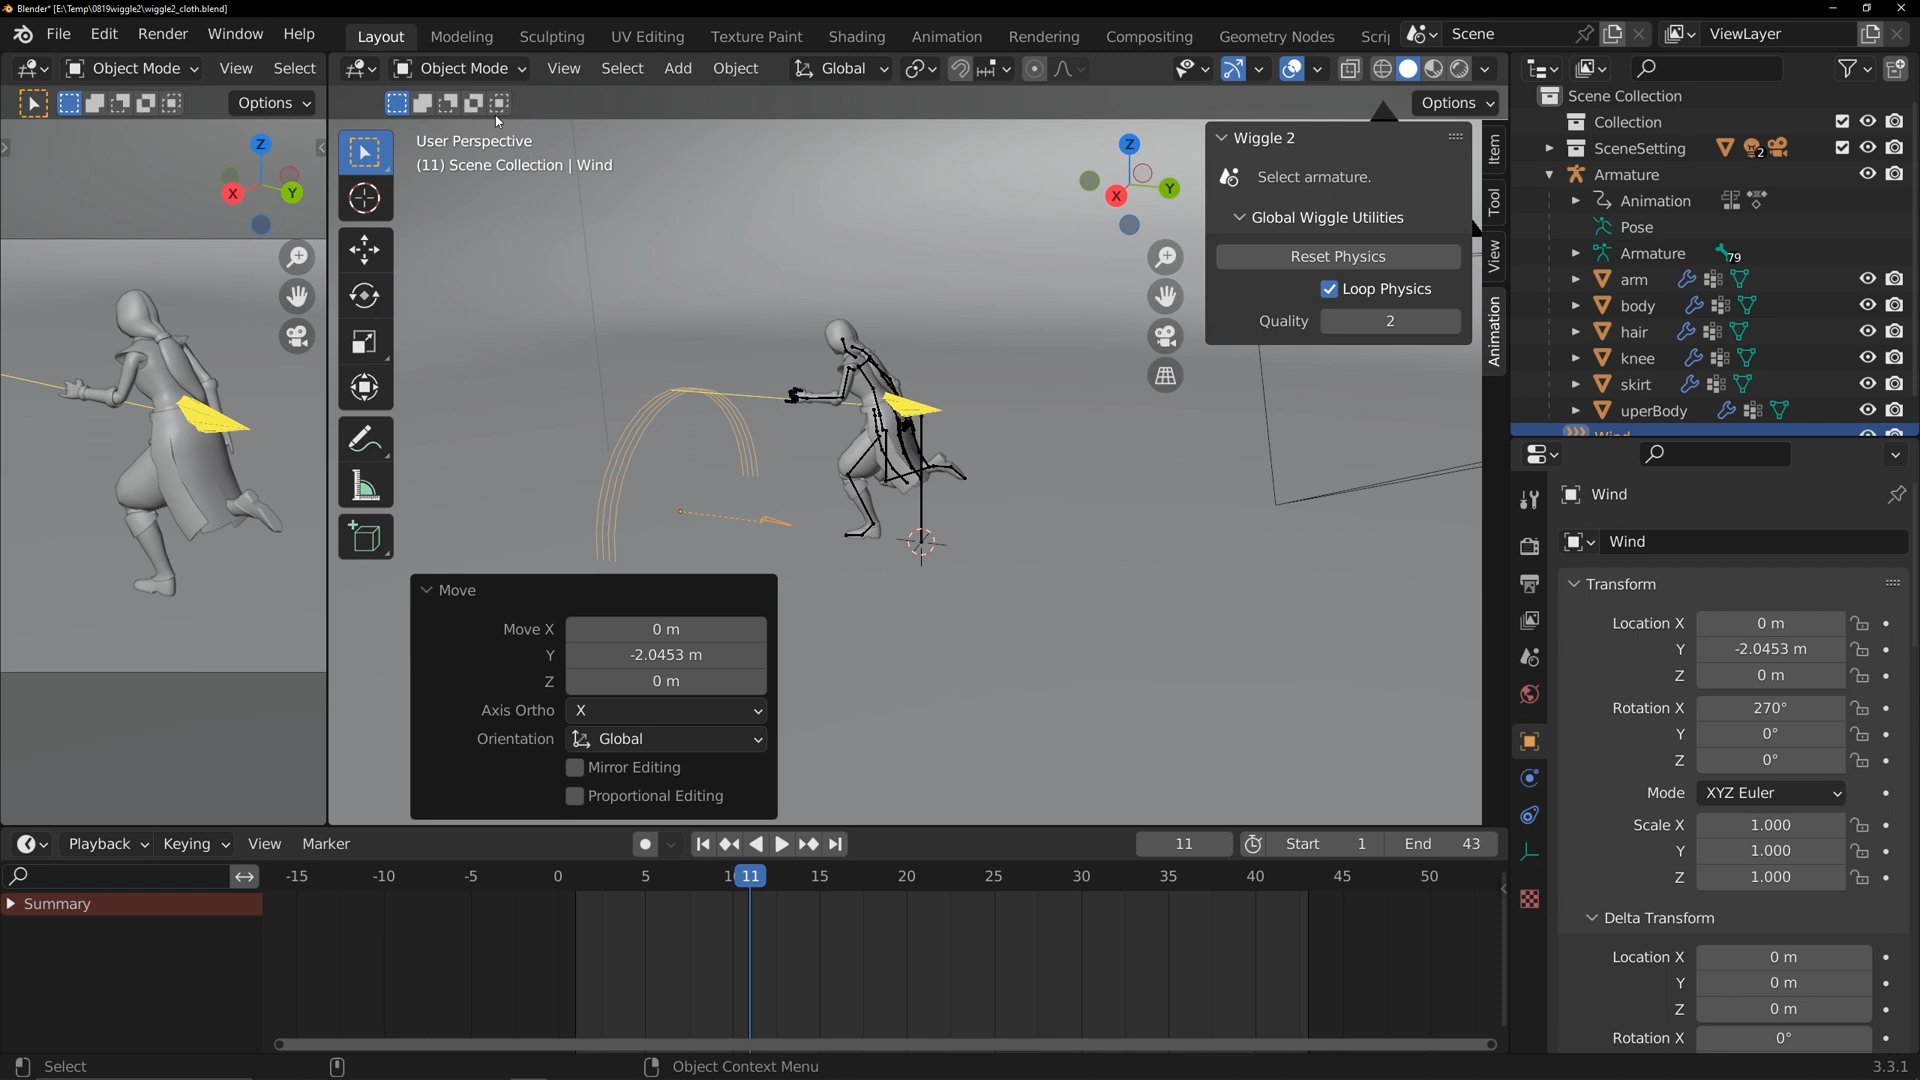 Blender* [E:\Temp\0819wiggle2\wiggle2_cloth.blend]
File Edit Render Window Help
Layout Modeling Sculpting UV Editing Texture Paint Shading Animation Rendering Compositing Geometry Nodes Scrip
Scene ViewLayer
Object Mode View Select
Object Mode View Select Add Object Global
Options
Options
User Perspective
(11) Scene Collection | Wind
Z
X
Y
Z
X
Y
Wiggle 2
Select armature.
Global Wiggle Utilities
Reset Physics
Loop Physics
Quality 2
Item
Tool
View
Animation
Move
Move X 0 m
Y -2.0453 m
Z 0 m
Axis Ortho X
Orientation Global
Mirror Editing
Proportional Editing
Scene Collection
Collection
SceneSetting 2
Armature
Animation
Pose
Armature 79
arm
body
hair
knee
skirt
uperBody
Wind
Wind
Wind
Transform
Location X 0 m
Y -2.0453 m
Z 0 m
Rotation X 270°
Y 0°
Z 0°
Mode XYZ Euler
Scale X 1.000
Y 1.000
Z 1.000
Delta Transform
Location X 0 m
Y 0 m
Z 0 m
Rotation X 0°
Playback Keying View Marker
11 Start 1 End 43
-15 -10 -5 0 5 11 15 20 25 30 35 40 45 50
Summary
Select Object Context Menu 3.3.1